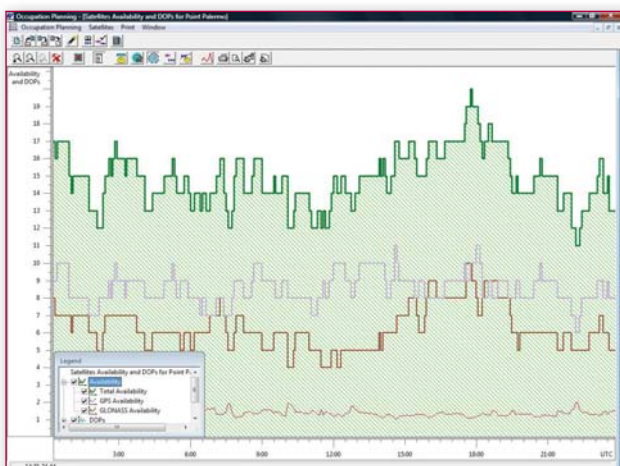 Occupation Planning - [Satellites Availability and DOPs for Point Palermo]
Occupation Planning Satellites Print Window
Availability
and DOPs
19
18
17
16
15
14
13
12
11
10
9
8
7
6
5
4
3
2
1
Legend
Satellites Availability and DOPs for Point P
Availability
Total Availability
GPS Availability
GLONASS Availability
DOPs
3:00 6:00 9:00 12:00 15:00 18:00 21:00 UTC